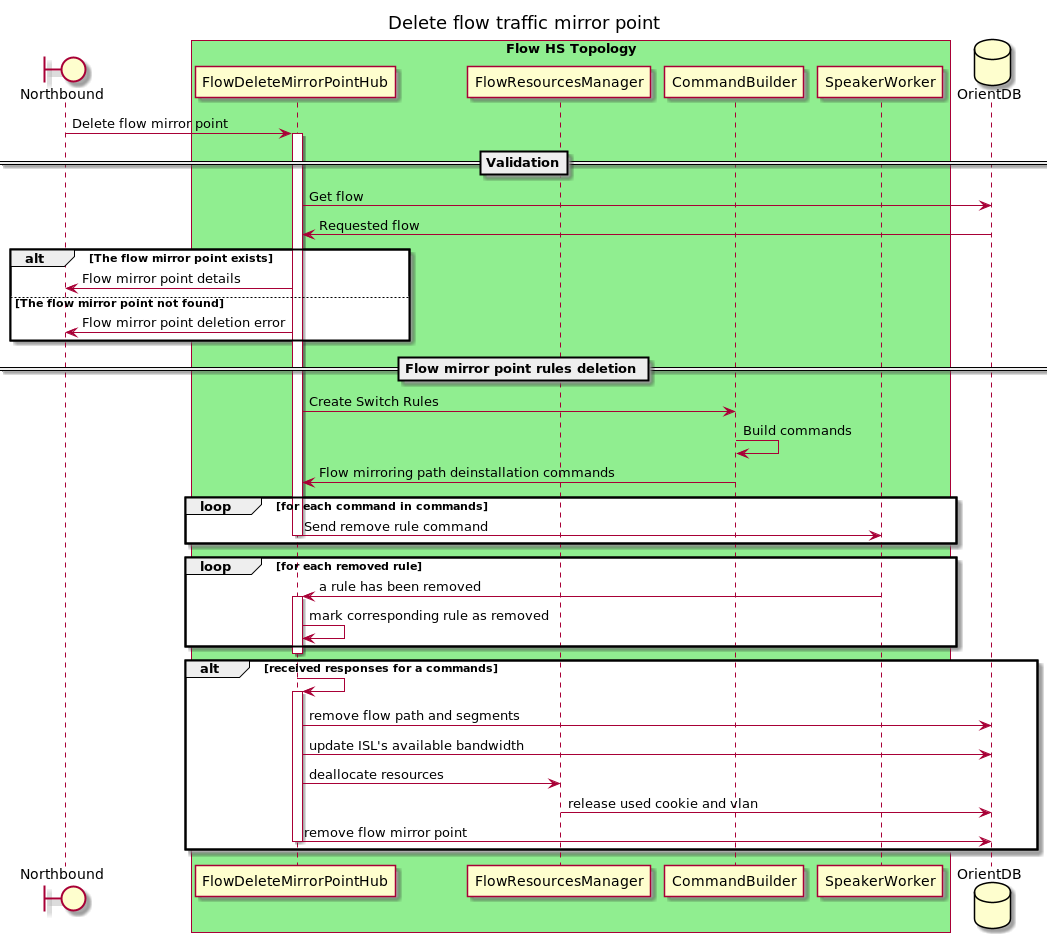 Delete flow traffic mirror point
Flow HS Topology
Northbound
FlowDeleteMirrorPointHub
FlowResourcesManager
CommandBuilder
SpeakerWorker
OrientDB
Delete flow mirror point
Validation
Get flow
Requested flow
alt
[The flow mirror point exists]
Flow mirror point details
[The flow mirror point not found]
Flow mirror point deletion error
Flow mirror point rules deletion
Create Switch Rules
Build commands
Flow mirroring path deinstallation commands
loop
[for each command in commands]
Send remove rule command
loop
[for each removed rule]
a rule has been removed
mark corresponding rule as removed
alt
[received responses for a commands]
remove flow path and segments
update ISL's available bandwidth
deallocate resources
release used cookie and vlan
remove flow mirror point
Northbound
FlowDeleteMirrorPointHub
FlowResourcesManager
CommandBuilder
SpeakerWorker
OrientDB